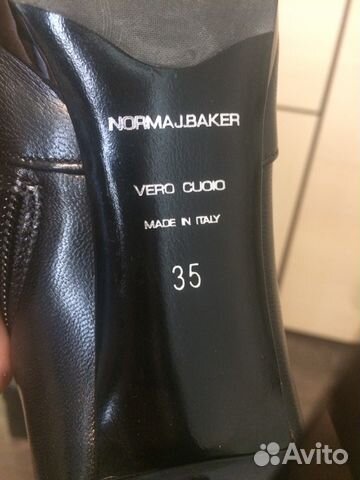 NORMAJ.BAKER
VERO CUOIO
MADE IN ITALY
35
Avito